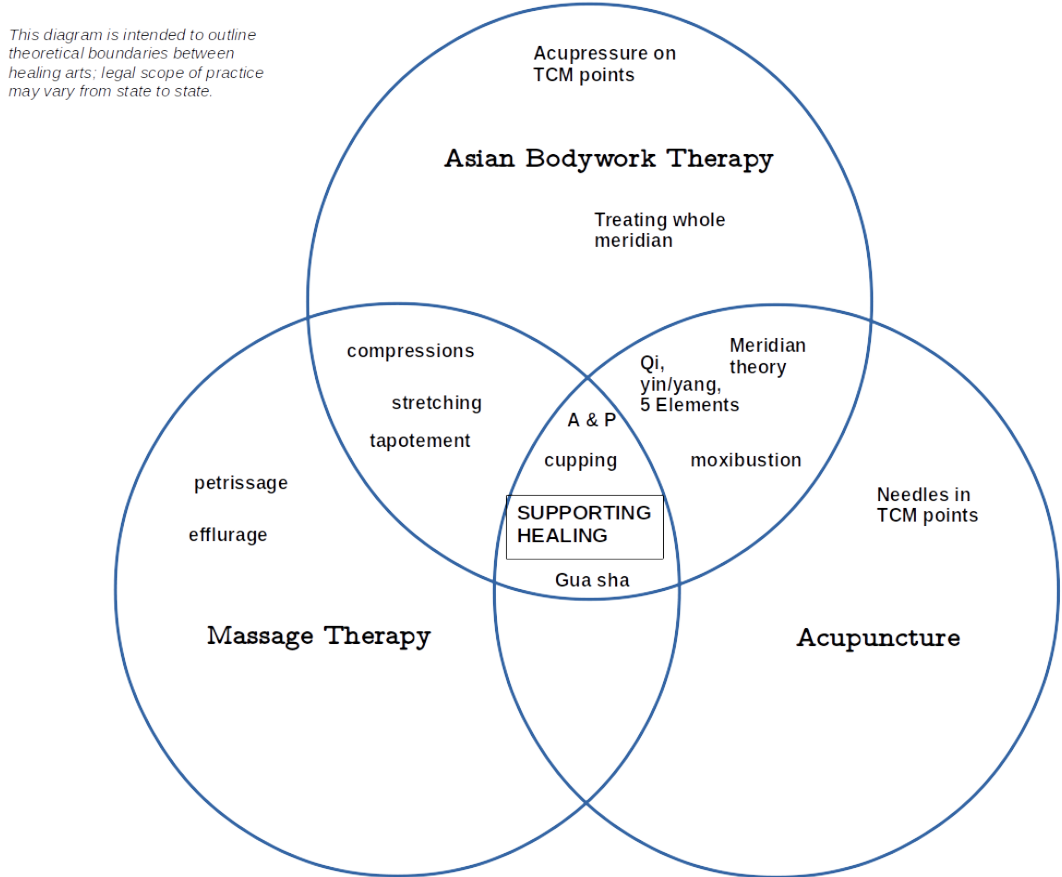 This diagram is intended to outline
theoretical boundaries between
healing arts; legal scope of practice
may vary from state to state.
Acupressure on
TCM points
Asian Bodywork Therapy
Treating whole
meridian
compressions
stretching
tapotement
Qi,
yin/yang,
5 Elements
Meridian
theory
A & P
cupping
moxibustion
petrissage
efflurage
SUPPORTING
HEALING
Needles in
TCM points
Gua sha
Massage Therapy
Acupuncture